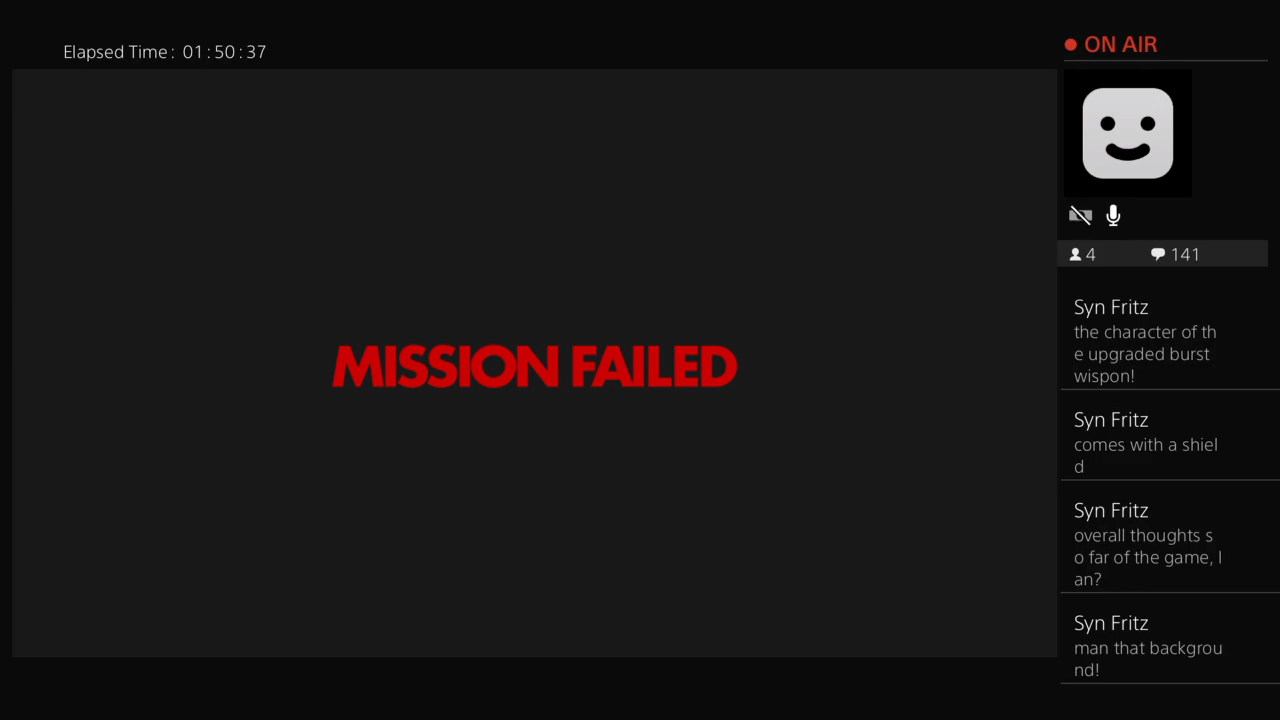 Elapsed Time: 01:50:37
ON AIR
MISSION FAILED
4 141
Syn Fritz
the character of th
e upgraded burst
wispon!
Syn Fritz
comes with a shiel
d
Syn Fritz
overall thoughts s
o far of the game, I
an?
Syn Fritz
man that backgrou
nd!